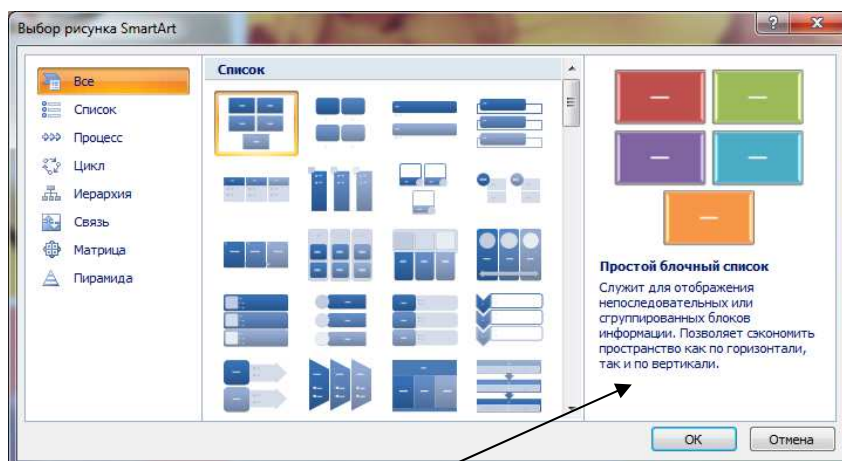 Выбор рисунка SmartArt
Все
Список
Процесс
Цикл
Иерархия
Связь
Матрица
Пирамида
Список
Простой блочный список
Служит для отображения
непоследовательных или
сгруппированных блоков
информации. Позволяет сэкономить
пространство как по горизонтали,
так и по вертикали.
ОК
Отмена